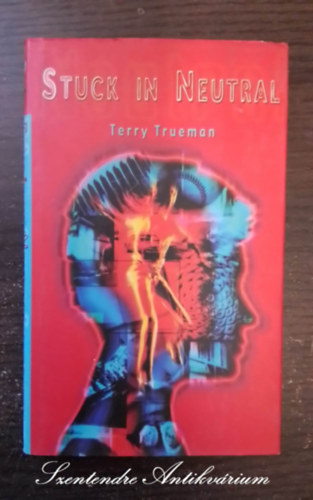 STUCK IN NEUTRAL
Terry Trueman
Szentendre Antikvárium